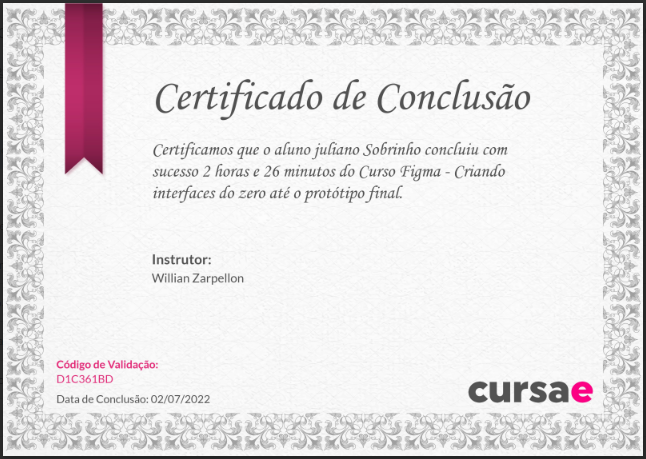 Certificado de Conclusão
Certificamos que o aluno juliano Sobrinho concluiu com
sucesso 2 horas e 26 minutos do Curso Figma - Criando
interfaces do zero até o protótipo final.
Instrutor:
Willian Zarpellon
Código de Validação:
D1C361BD
Data de Conclusão: 02/07/2022
cursae